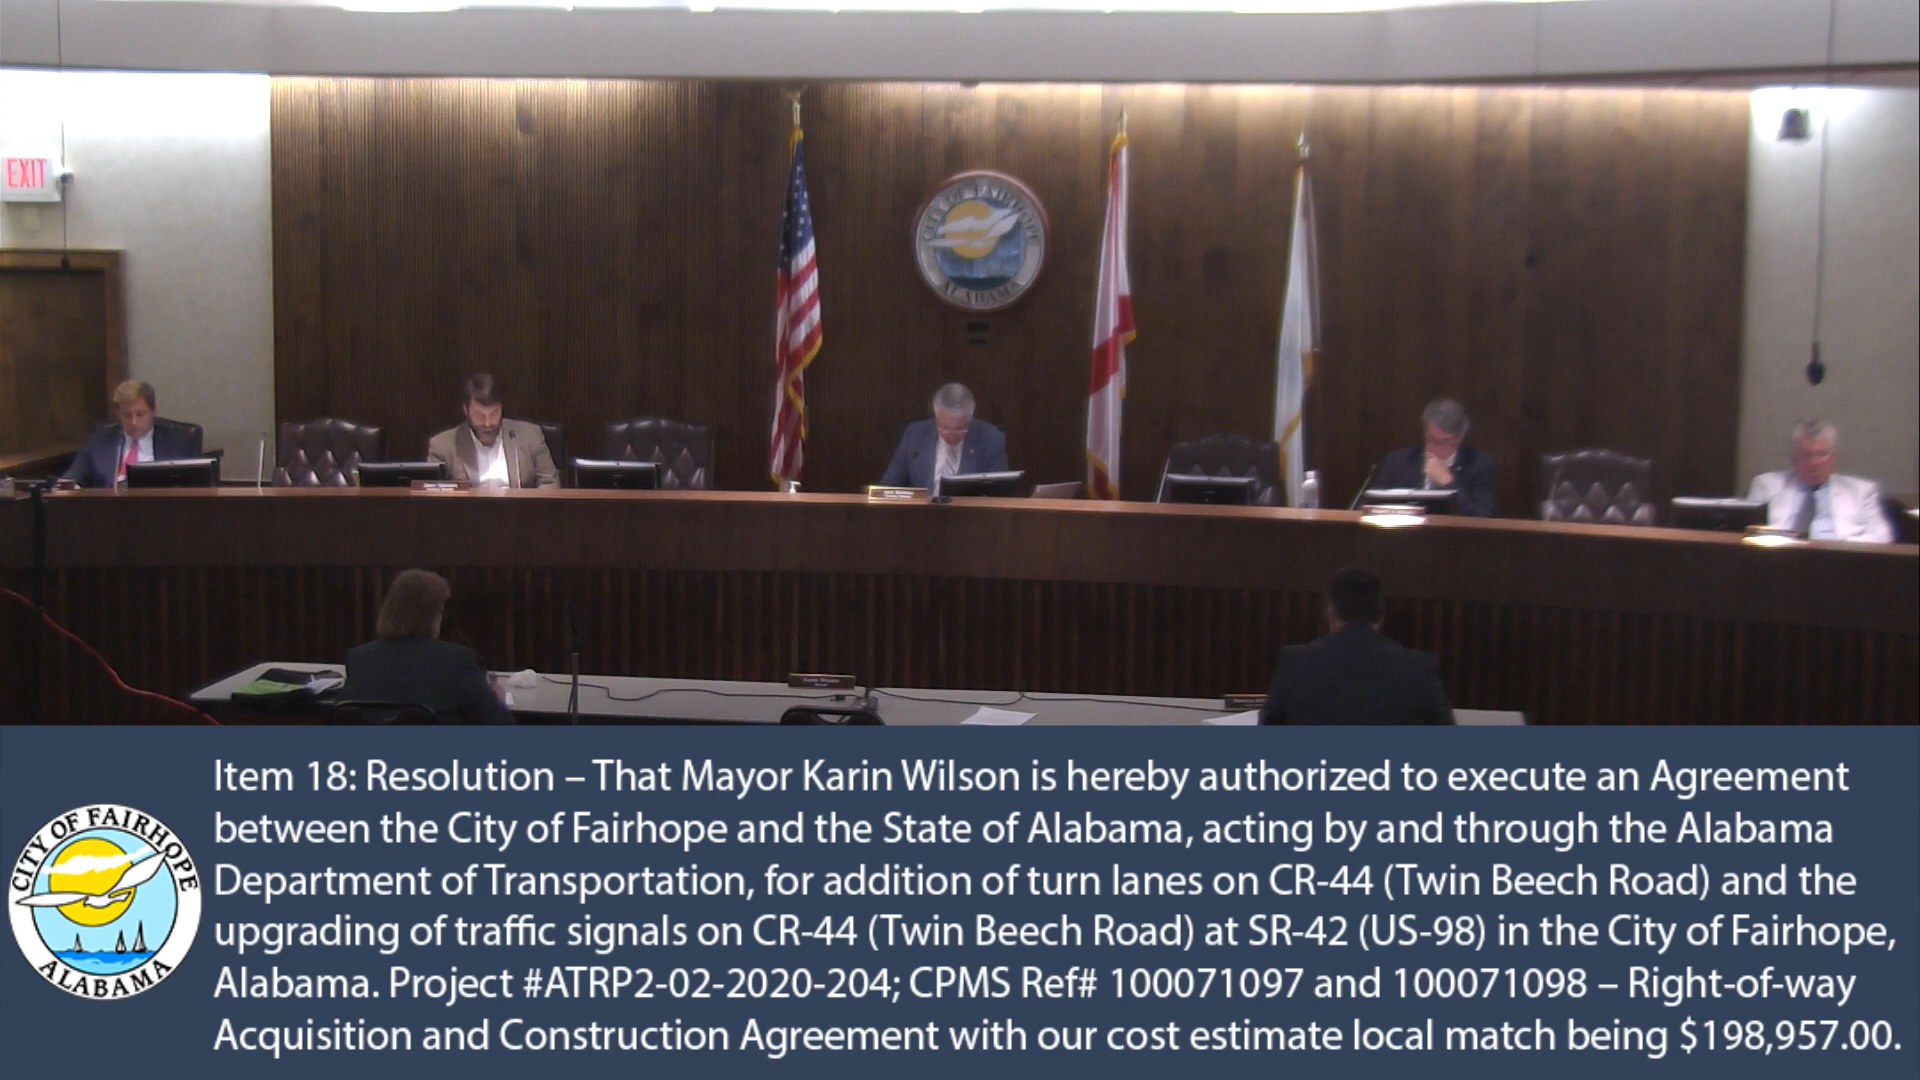 EXIT
CITY OF FAIRHOPE
ALABAMA
Item 18: Resolution – That Mayor Karin Wilson is hereby authorized to execute an Agreement
between the City of Fairhope and the State of Alabama, acting by and through the Alabama
Department of Transportation, for addition of turn lanes on CR-44 (Twin Beech Road) and the
upgrading of traffic signals on CR-44 (Twin Beech Road) at SR-42 (US-98) in the City of Fairhope,
Alabama. Project #ATRP2-02-2020-204; CPMS Ref# 100071097 and 100071098 – Right-of-way
Acquisition and Construction Agreement with our cost estimate local match being $198,957.00.
CITY OF FAIRHOPE
ALABAMA